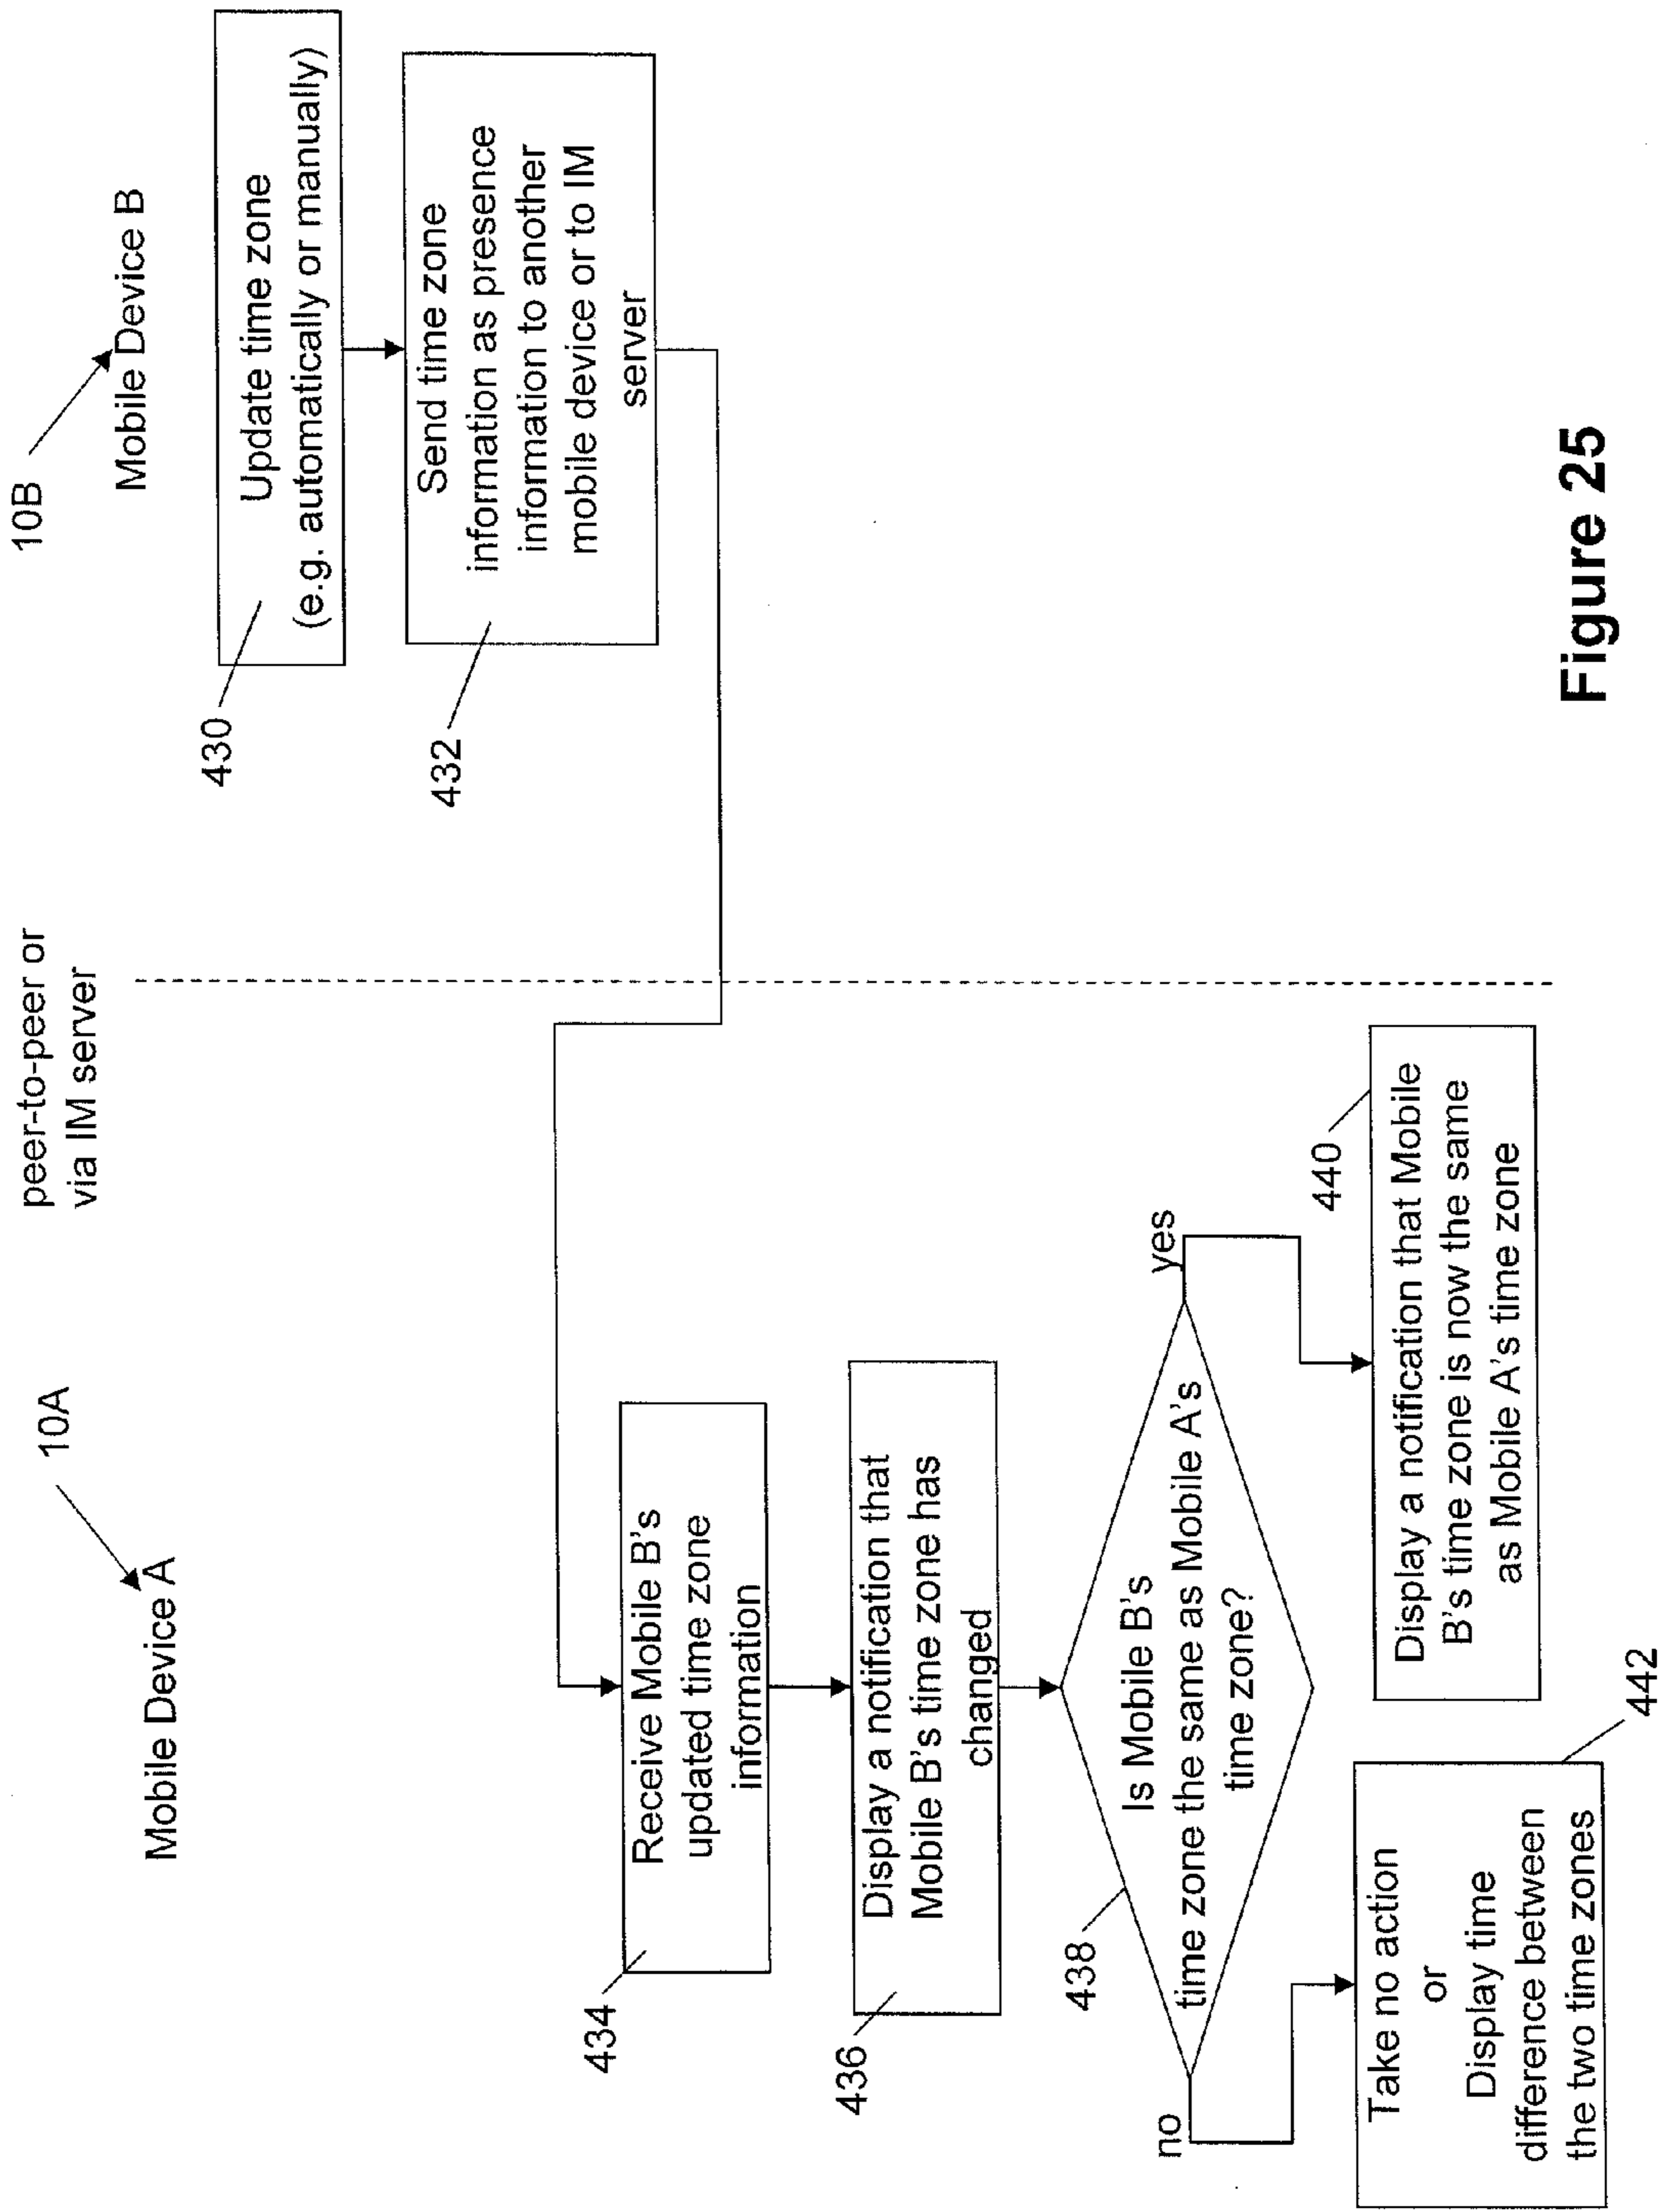 peer-to-peer or
via IM server
10A
Mobile Device A
10B
Mobile Device B
430
Update time zone
(e.g. automatically or manually)
432
Send time zone
information as presence
information to another
mobile device or to IM
server
434
Receive Mobile B's
updated time zone
information
436
Display a notification that
Mobile B's time zone has
changed
438
Is Mobile B's
time zone the same as Mobile A's
time zone?
no
yes
440
Display a notification that Mobile
B's time zone is now the same
as Mobile A's time zone
Take no action
or
Display time
difference between
the two time zones
442
Figure 25